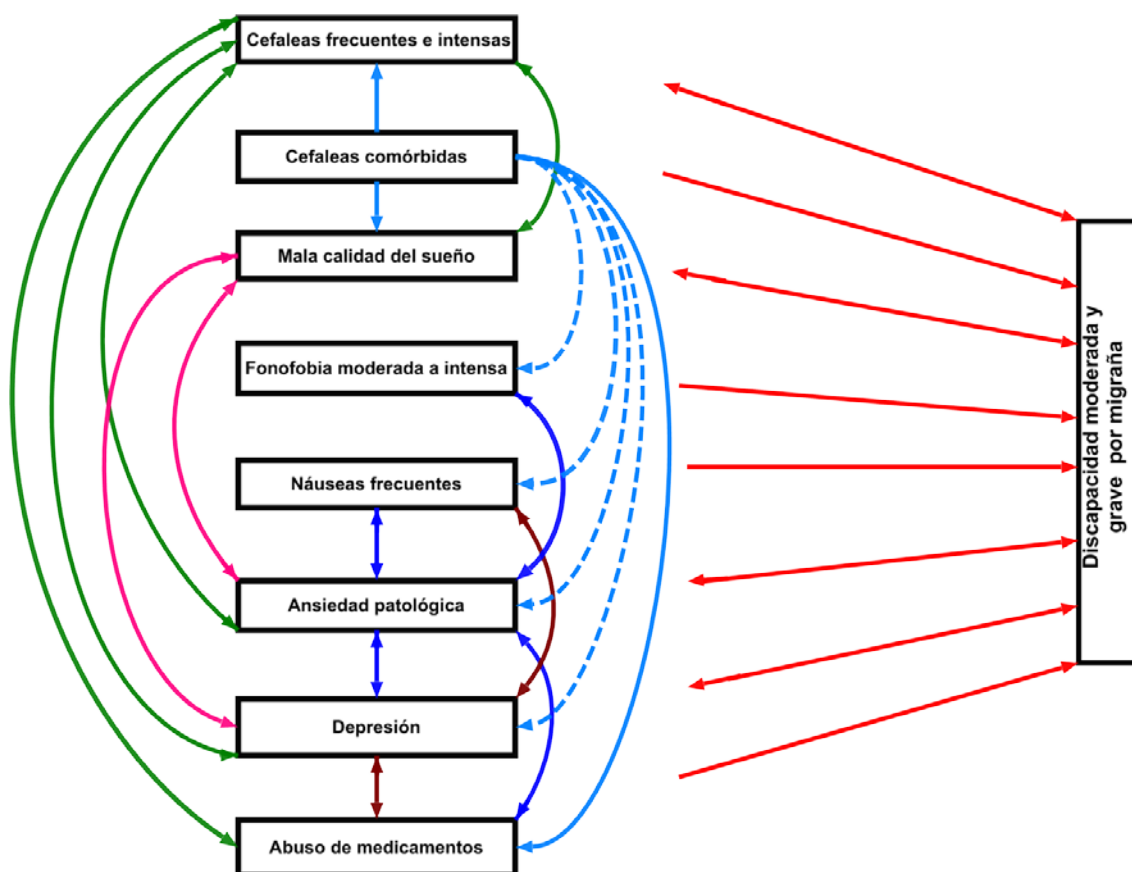 Cefaleas frecuentes e intensas
Cefaleas comórbidas
Mala calidad del sueño
Fonofobia moderada a intensa
Náuseas frecuentes
Ansiedad patológica
Depresión
Abuso de medicamentos
Discapacidad moderada y
grave por migraña